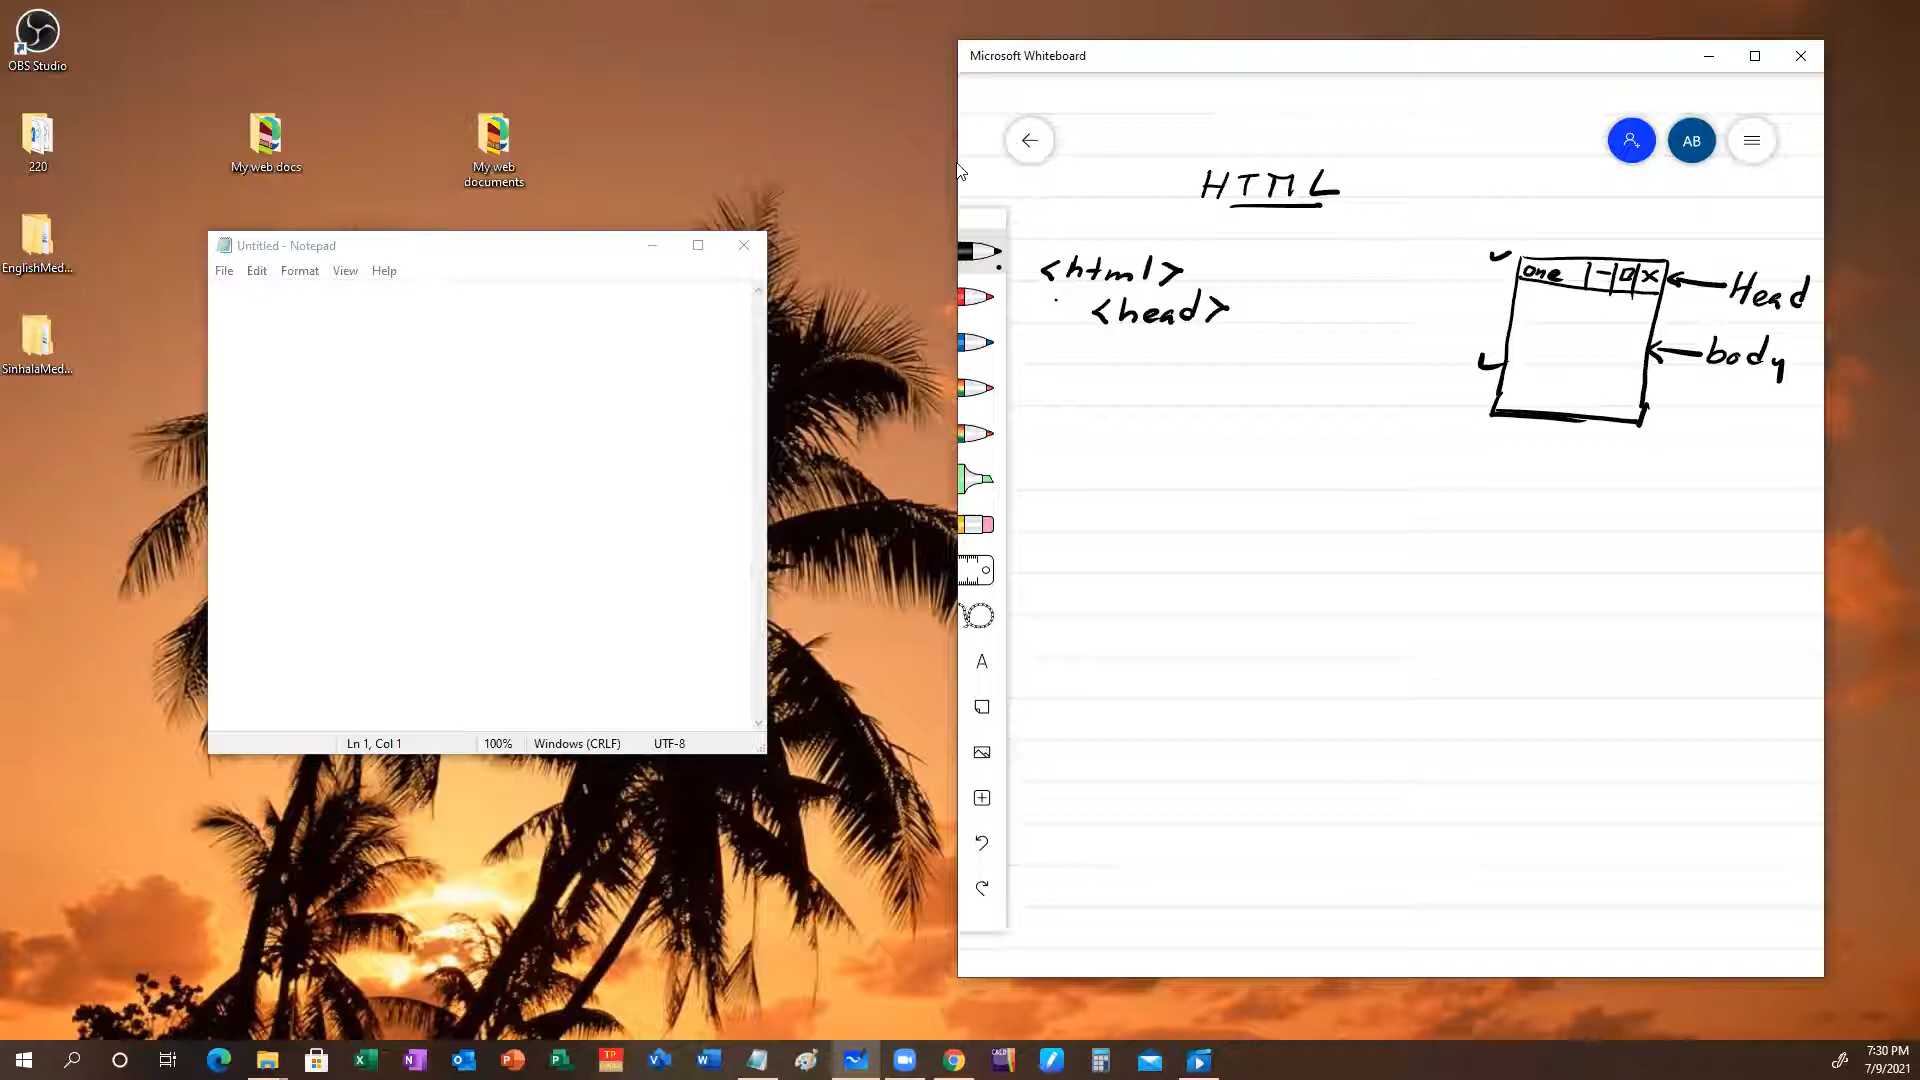 OBS Studio
220
EnglishMed...
SinhalaMed...
My web docs
My web
documents
Untitled - Notepad
File Edit Format View Help
Ln 1, Col 1 100% Windows (CRLF) UTF-8
Microsoft Whiteboard
AB
HTML
<html>
<head>
one - X
Head
body
A
7:30 PM
7/9/2021